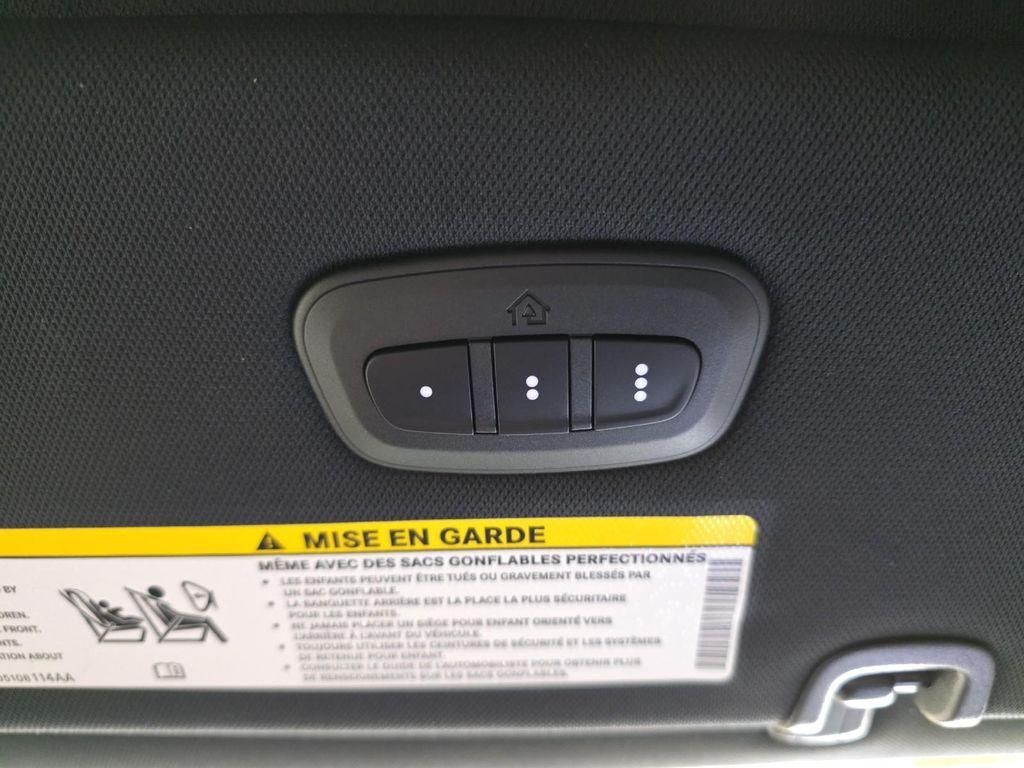 MISE EN GARDE
MÊME AVEC DES SACS GONFLABLES PERFECTIONNÉS
• LES ENFANTS PEUVENT ÊTRE TUÉS OU GRAVEMENT BLESSÉS PAR
UN SAC GONFLABLE.
• LA BANQUETTE ARRIÈRE EST LA PLACE LA PLUS SÉCURITAIRE
POUR LES ENFANTS.
• NE JAMAIS PLACER UN SIÈGE POUR ENFANT ORIENTÉ VERS
L'ARRIÈRE À L'AVANT DU VÉHICULE.
• TOUJOURS UTILISER LES CEINTURES DE SÉCURITÉ ET LES SYSTÈMES
DE RETENUE POUR ENFANT.
• CONSULTER LE GUIDE DE L'AUTOMOBILISTE POUR OBTENIR PLUS
DE RENSEIGNEMENTS SUR LES SACS GONFLABLES.
BY
DREN.
FRONT.
NTS.
ATION ABOUT
05108114AA